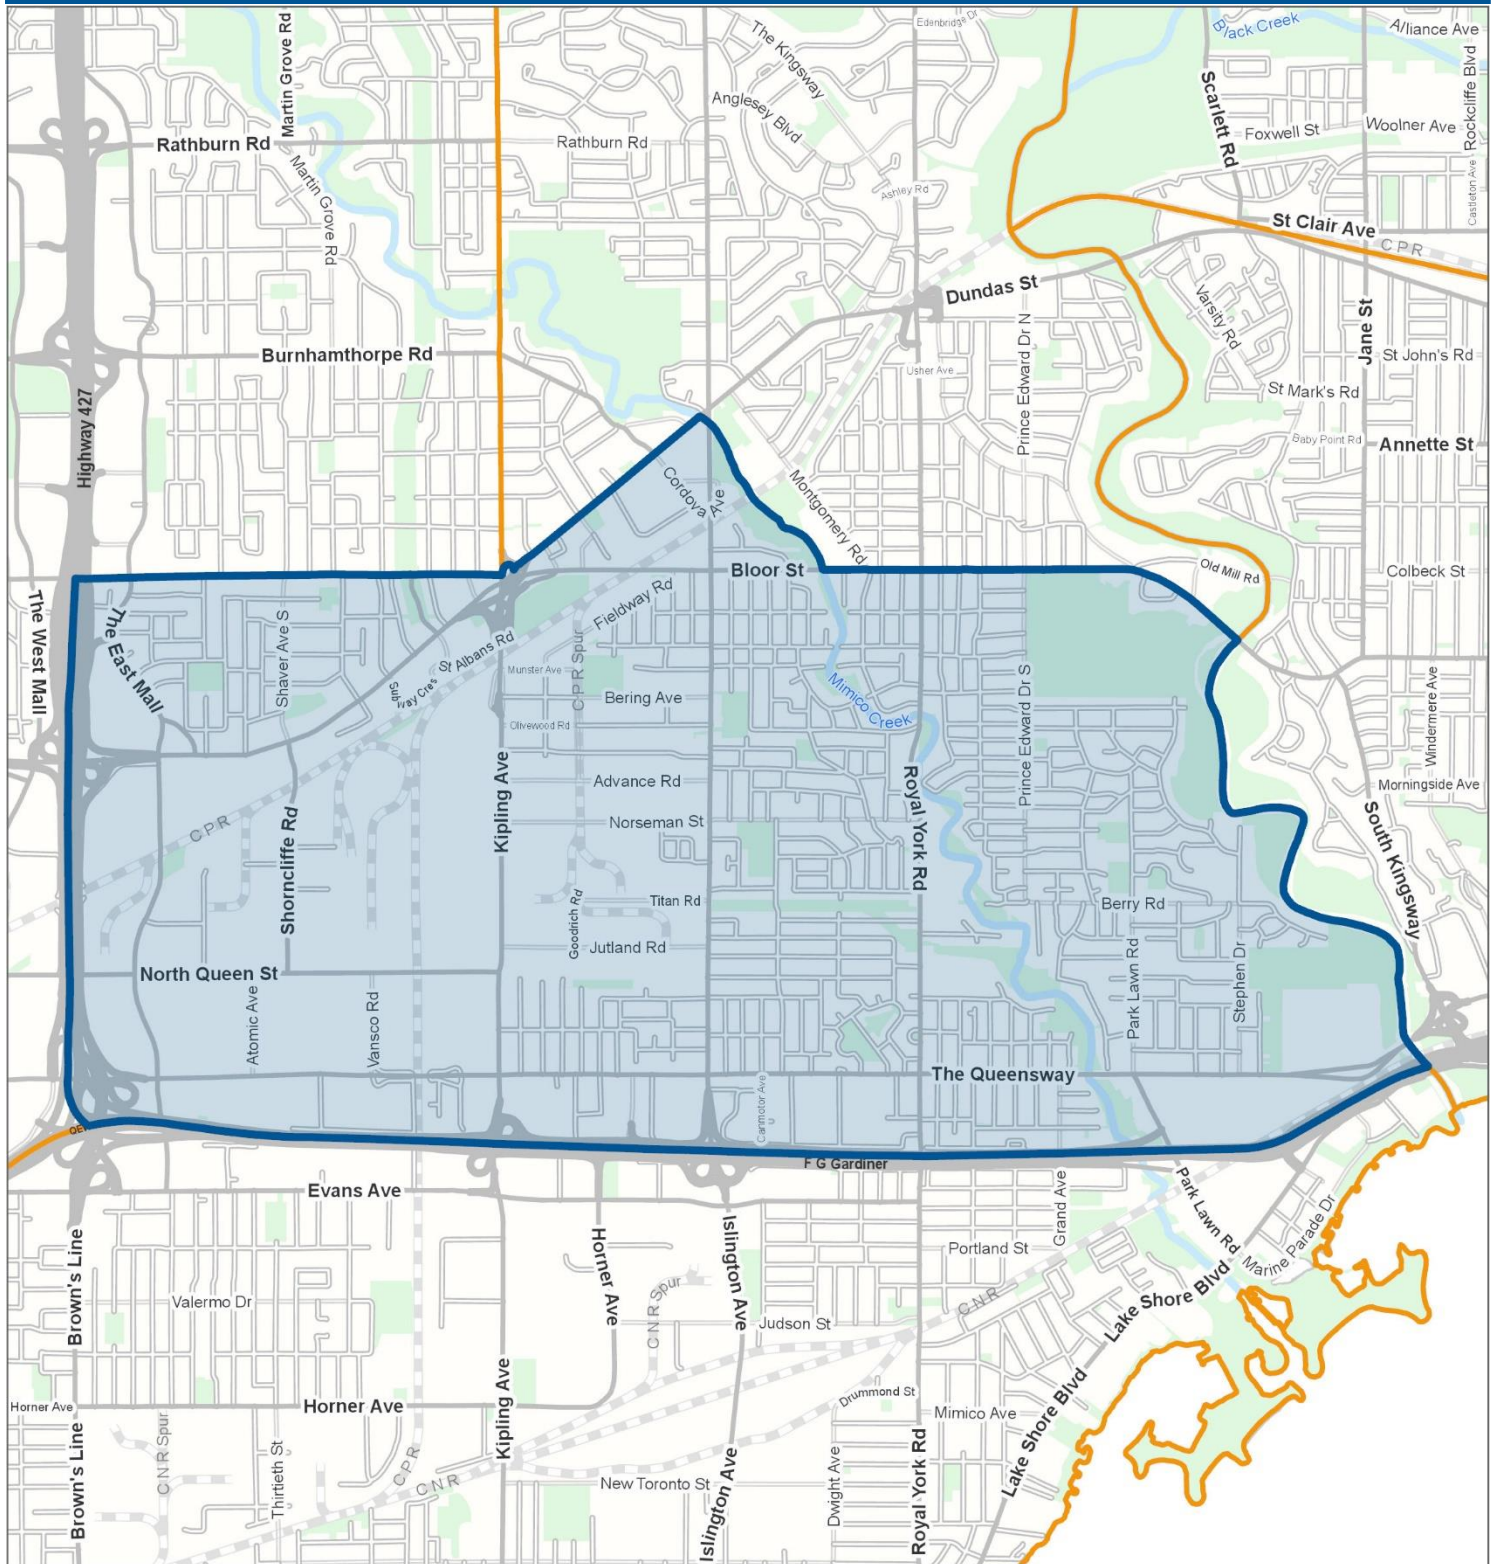 Edenbridge Dr
Black Creek
Alliance Ave
Martin Grove Rd
The Kingsway
Rockcliffe Blvd
Anglesey Blvd
Scarlett Rd
Foxwell St
Woolner Ave
Rathburn Rd
Rathburn Rd
Martin Grove Rd
Ashley Rd
Castleton Ave
St Clair Ave
CPR
Dundas St
Varsity Rd
Jane St
Prince Edward Dr N
Burnhamthorpe Rd
St John's Rd
Usher Ave
St Mark's Rd
Highway 427
Baby Point Rd
Annette St
Cordova Ave
Montgomery Rd
Bloor St
Old Mill Rd
Colbeck St
The West Mall
The East Mall
Fieldway Rd
Shaver Ave S
St Albans Rd
CPR Spur
Munster Ave
Subway Cres
Bering Ave
Mimico Creek
Prince Edward Dr S
Windermere Ave
Olivewood Rd
Kipling Ave
Advance Rd
Royal York Rd
Morningside Ave
CPR
Norseman St
South Kingsway
Shorncliffe Rd
Titan Rd
Berry Rd
Goodrich Rd
Jutland Rd
Park Lawn Rd
Stephen Dr
North Queen St
Atomic Ave
Vansco Rd
The Queensway
Canmotor Ave
QEW
F G Gardiner
Evans Ave
Grand Ave
Park Lawn Rd
Marine Parade Dr
Brown's Line
Horner Ave
Islington Ave
Portland St
Valermo Dr
CNR Spur
CNR
Lake Shore Blvd
Judson St
Kipling Ave
Drummond St
Horner Ave
Horner Ave
Mimico Ave
Lake Shore Blvd
Brown's Line
CNR Spur
Thirtieth St
CPR
CNR
New Toronto St
Islington Ave
Dwight Ave
Royal York Rd